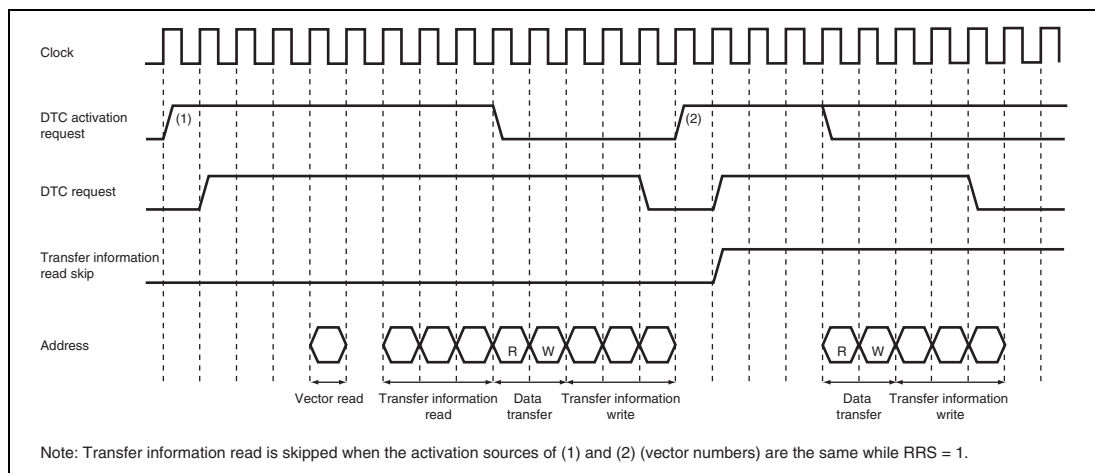 Clock
DTC activation
request
(1)
(2)
DTC request
Transfer information
read skip
Address
R
W
R
W
Vector read
Transfer information
read
Data
transfer
Transfer information
write
Data
transfer
Transfer information
write
Note: Transfer information read is skipped when the activation sources of (1) and (2) (vector numbers) are the same while RRS = 1.